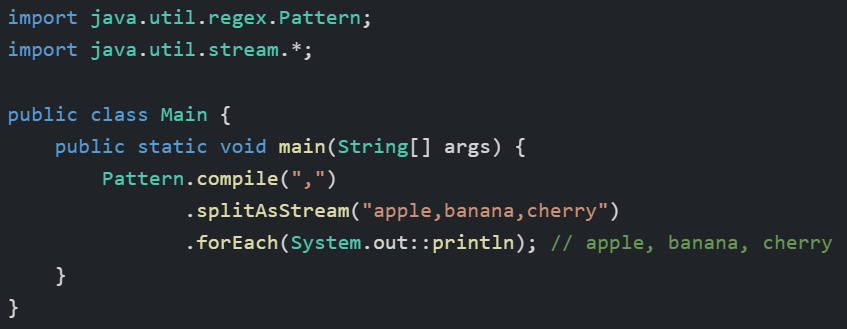 import java.util.regex.Pattern;
import java.util.stream.*;

public class Main {
    public static void main(String[] args) {
        Pattern.compile(",")
               .splitAsStream("apple,banana,cherry")
               .forEach(System.out::println); // apple, banana, cherry
    }
}